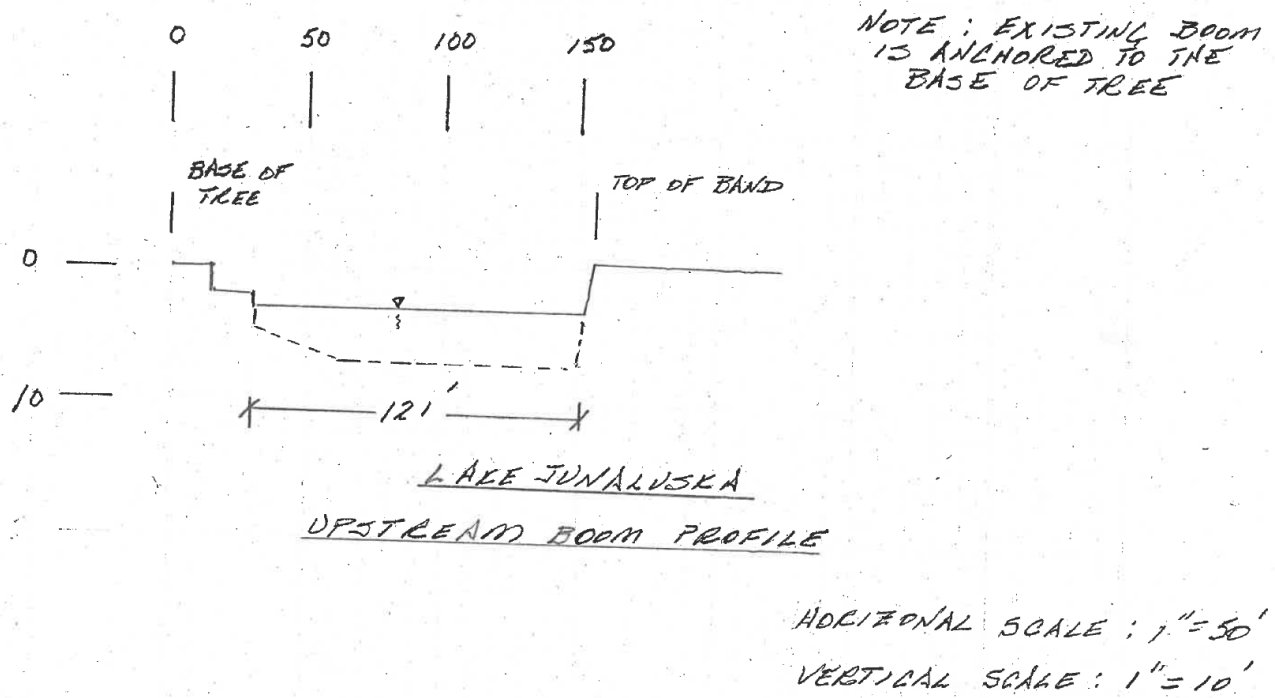 0 50 100 150
NOTE : EXISTING BOOM
IS ANCHORED TO THE
BASE OF TREE
BASE OF
TREE
TOP OF BAND
0
10
121'
LAKE JUNALUSKA
UPSTREAM BOOM PROFILE
HORIZONAL SCALE : 1"=50'
VERTICAL SCALE : 1"=10'